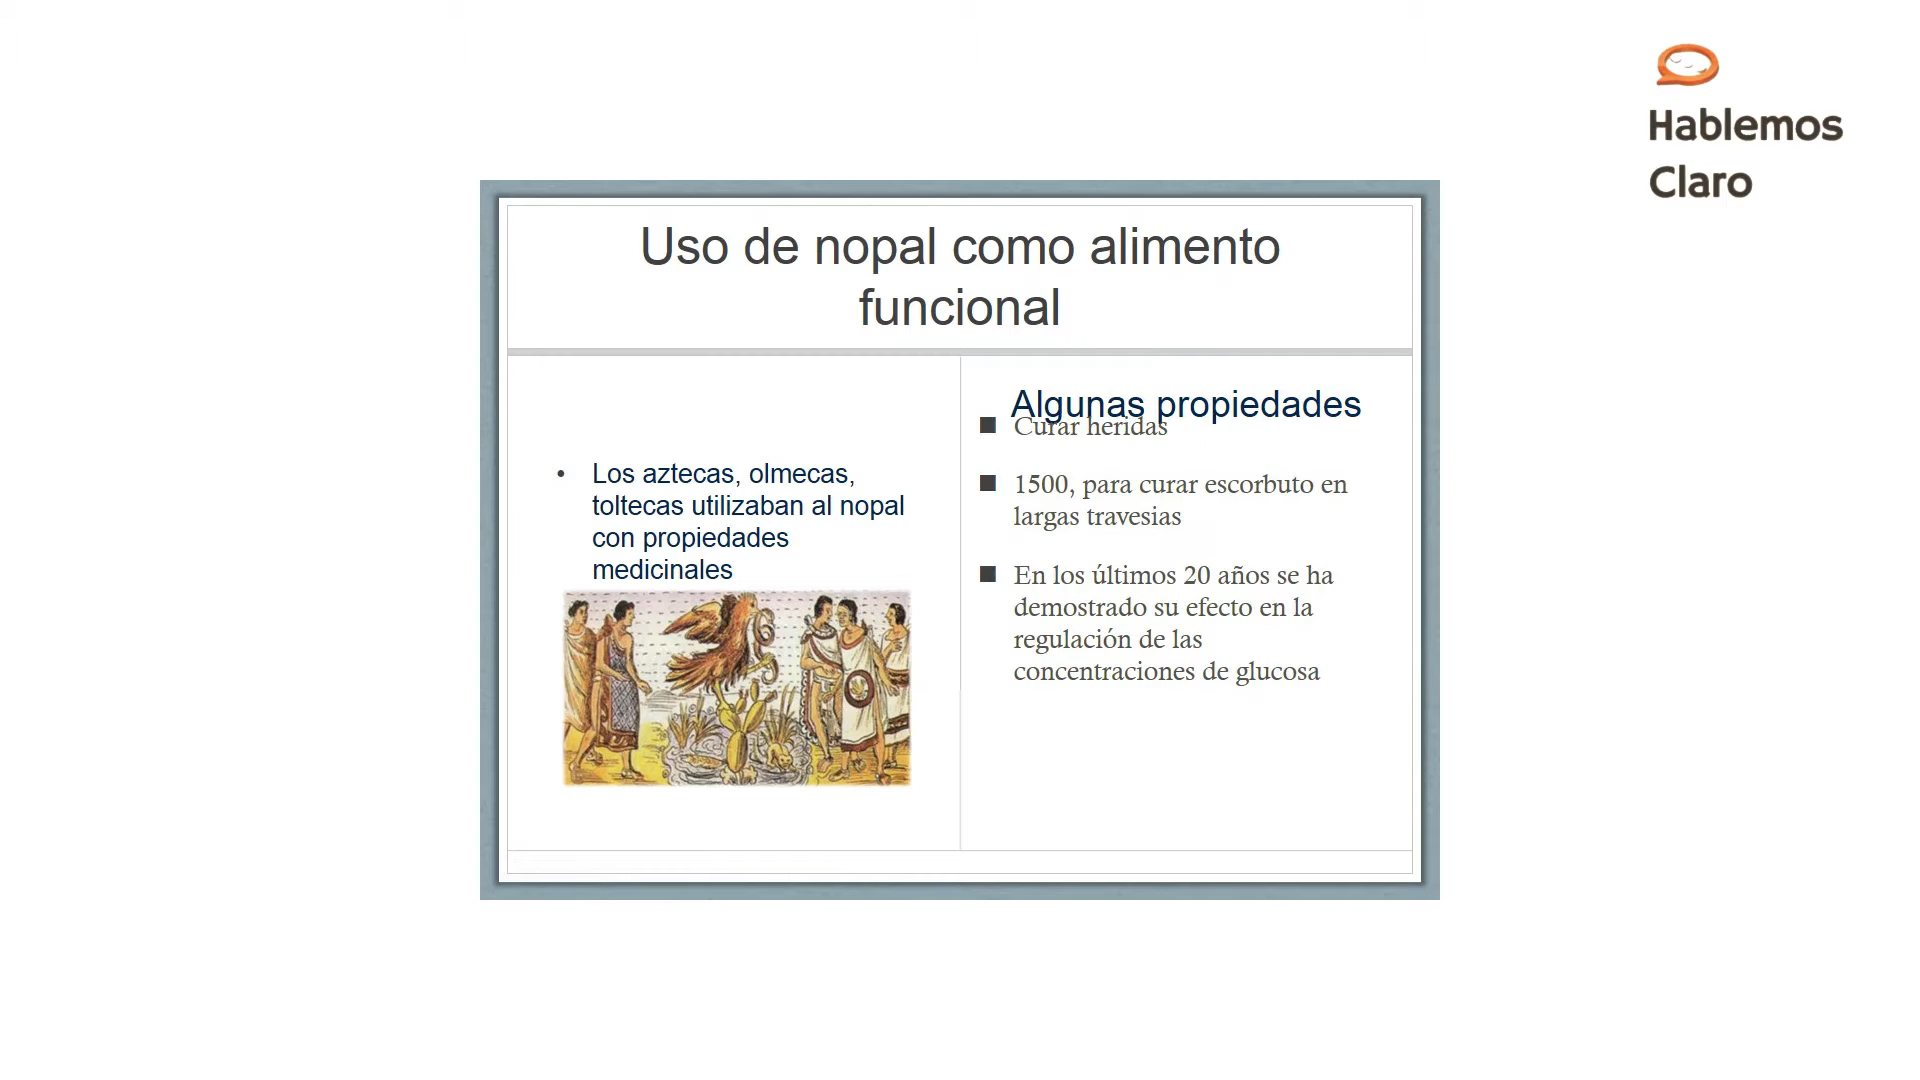 Hablemos
Claro
Uso de nopal como alimento
funcional
• Los aztecas, olmecas,
toltecas utilizaban al nopal
con propiedades
medicinales
Algunas propiedades
■ Curar heridas
■ 1500, para curar escorbuto en
largas travesias
■ En los últimos 20 años se ha
demostrado su efecto en la
regulación de las
concentraciones de glucosa